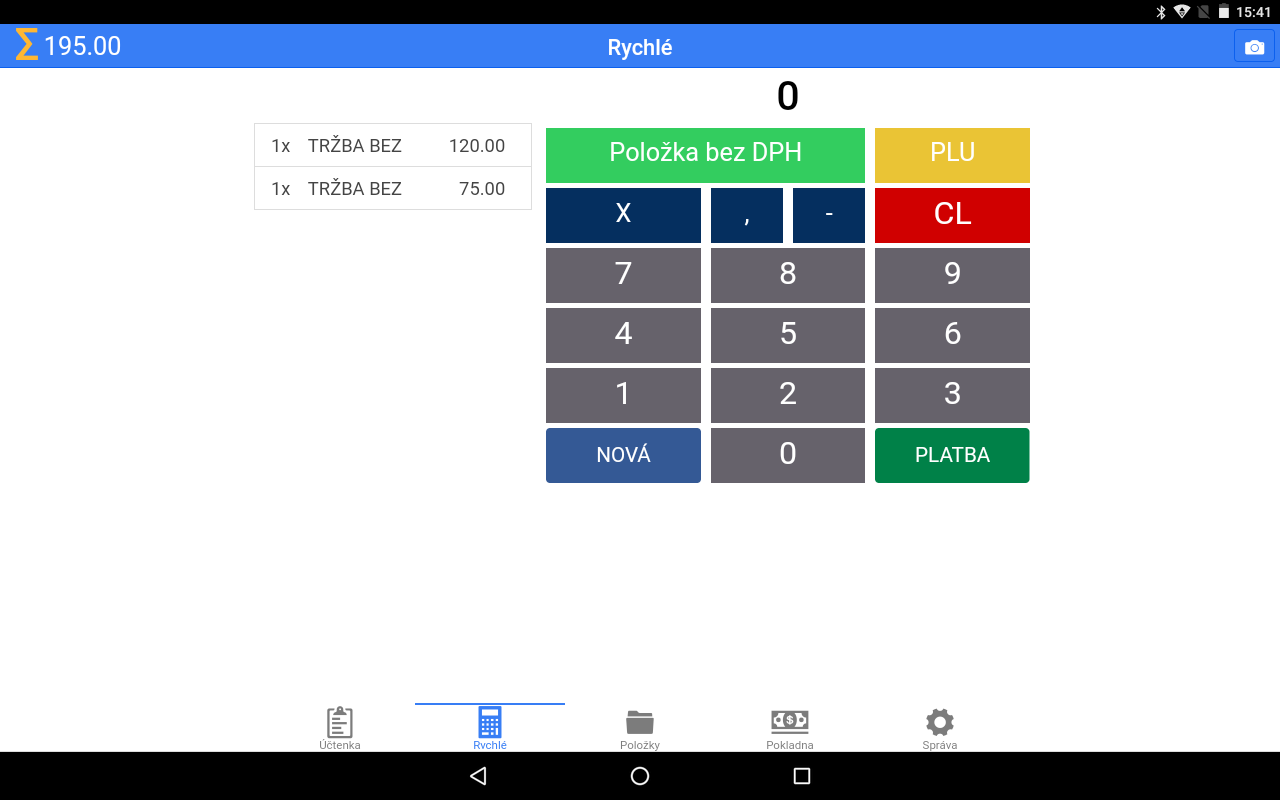 15:41
Σ 195.00
Rychlé
0
1x TRŽBA BEZ 120.00
1x TRŽBA BEZ 75.00
Položka bez DPH PLU
X , - CL
7 8 9
4 5 6
1 2 3
NOVÁ 0 PLATBA
Účtenka Rychlé Položky Pokladna Správa